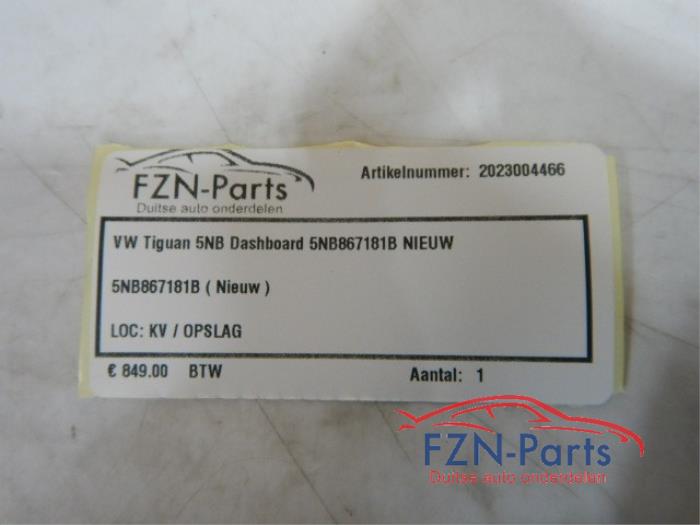 FZN-Parts
Duitse auto onderdelen
Artikelnummer: 2023004466
VW Tiguan 5NB Dashboard 5NB867181B NIEUW
5NB867181B ( Nieuw )
LOC: KV / OPSLAG
€ 849.00 BTW
Aantal: 1
FZN-Parts
Duitse auto onderdelen